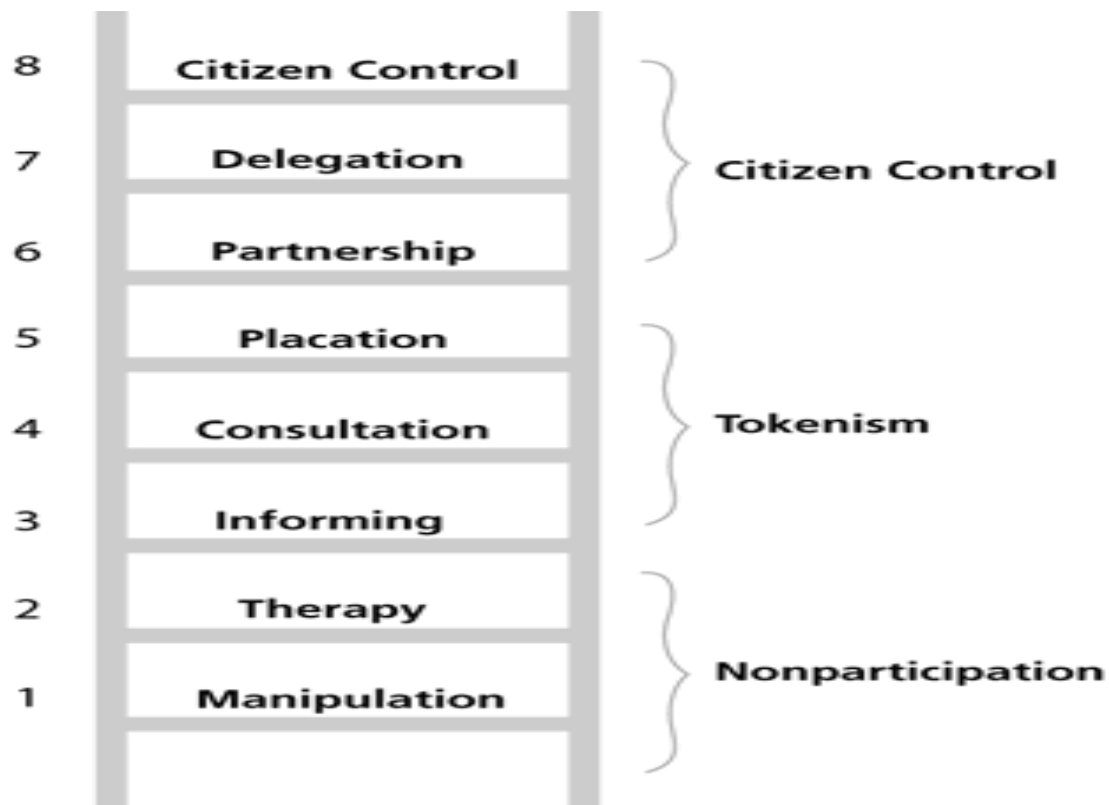 8 Citizen Control
7 Delegation
Citizen Control
6 Partnership
5 Placation
4 Consultation
Tokenism
3 Informing
2 Therapy
Nonparticipation
1 Manipulation